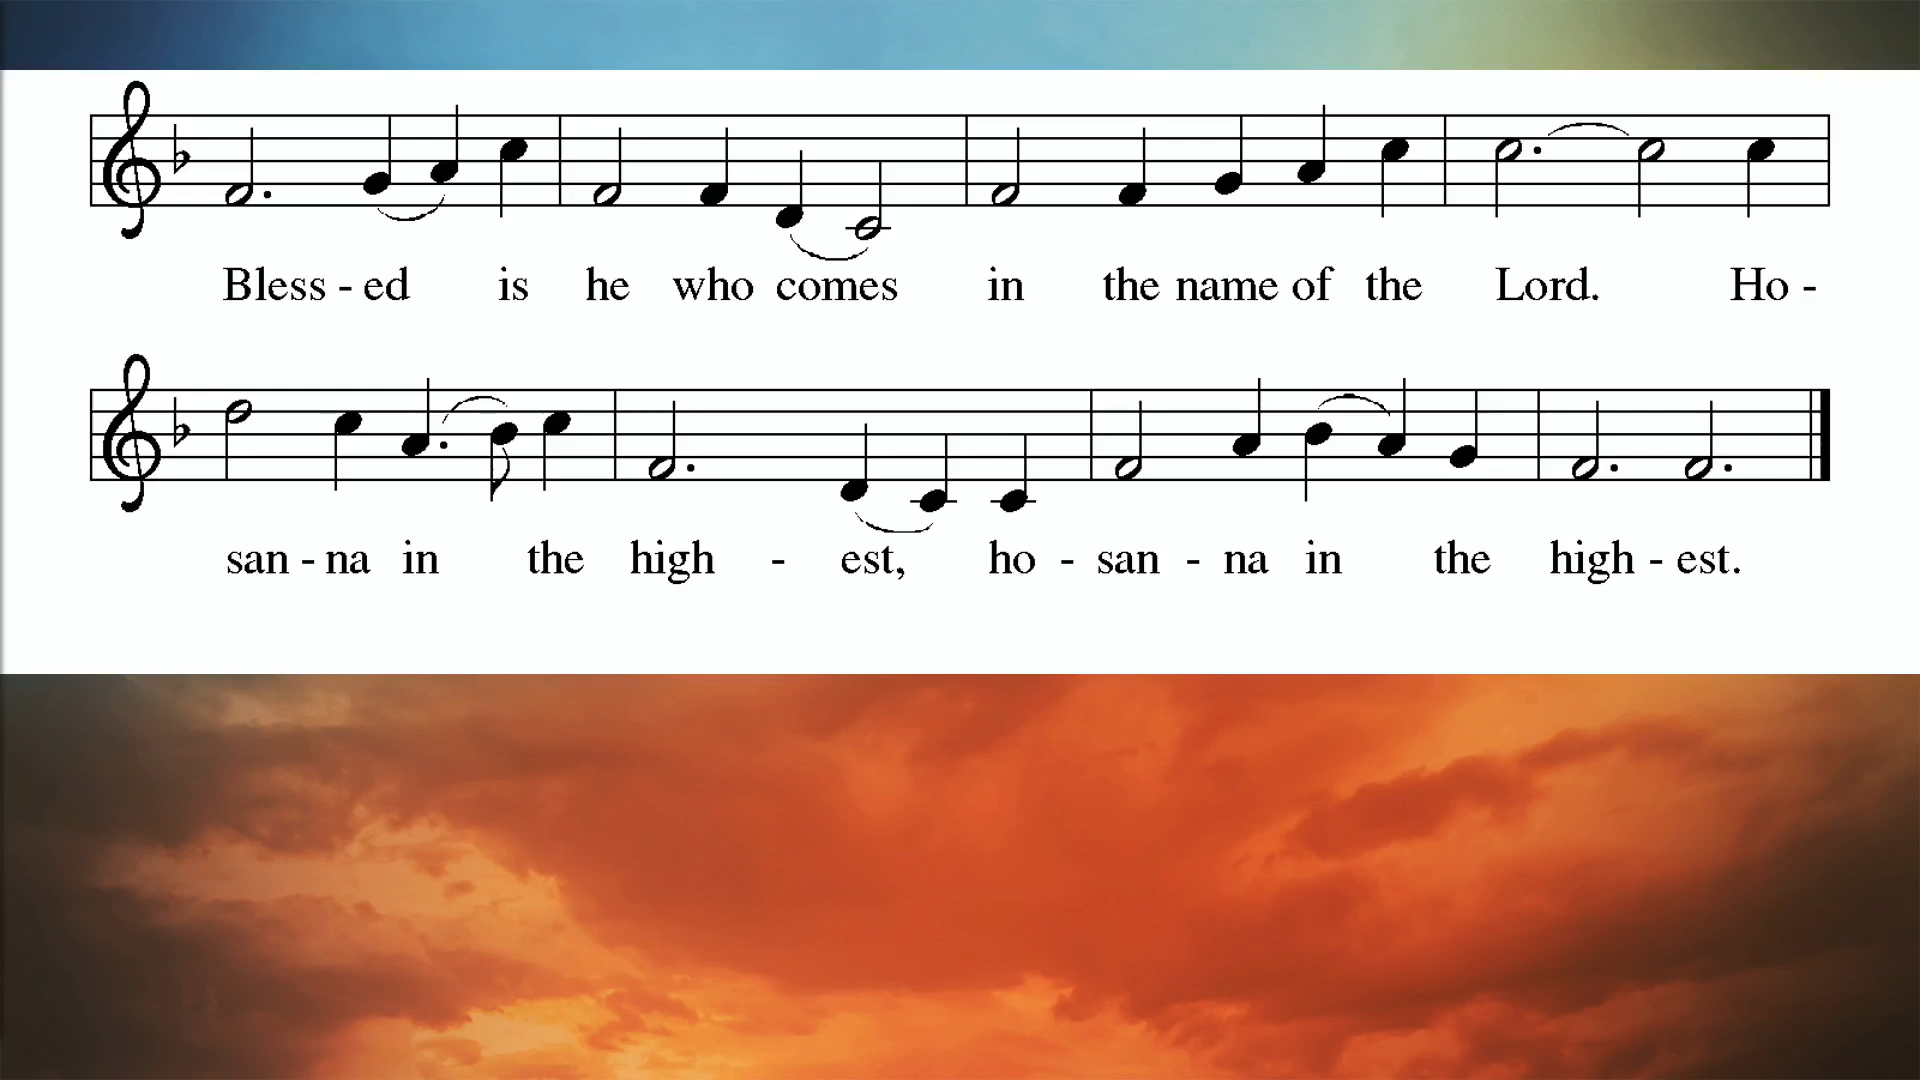 Bless - ed is he who comes in the name of the Lord. Ho -
san - na in the high - est, ho - san - na in the high - est.